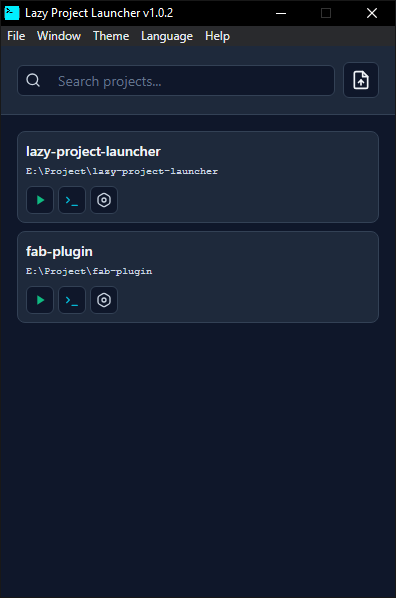 Lazy Project Launcher v1.0.2
File Window Theme Language Help
Search projects...
lazy-project-launcher
E:\Project\lazy-project-launcher
fab-plugin
E:\Project\fab-plugin